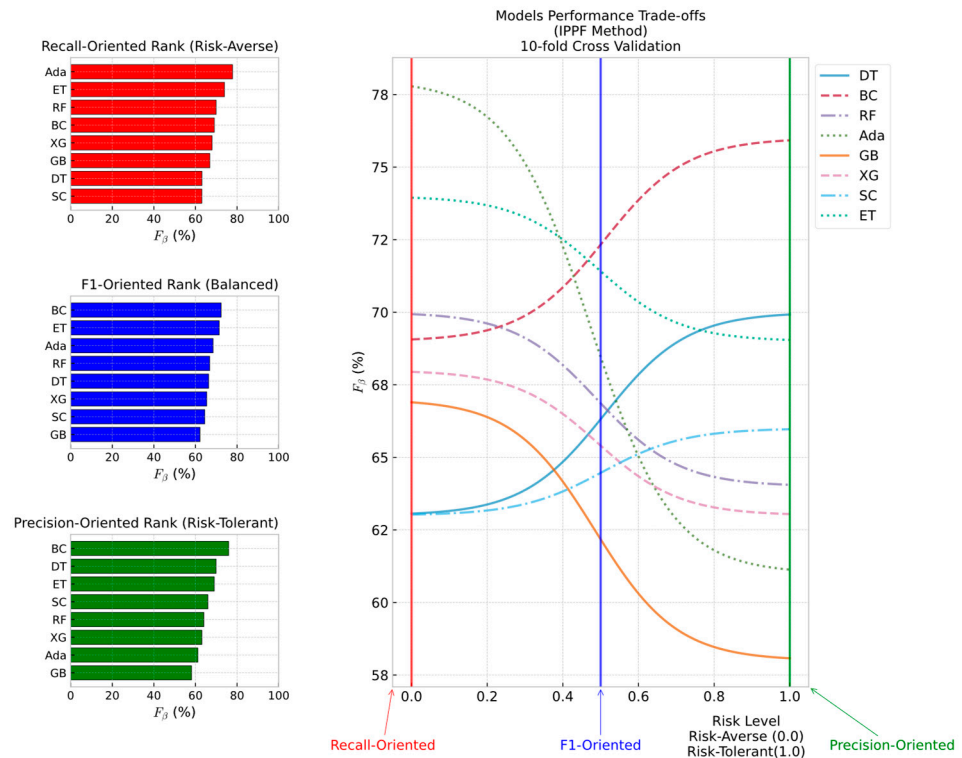 Recall-Oriented Rank (Risk-Averse)
Ada
ET
RF
BC
XG
GB
DT
SC
0 20 40 60 80 100
Fβ (%)
F1-Oriented Rank (Balanced)
BC
ET
Ada
RF
DT
XG
SC
GB
0 20 40 60 80 100
Fβ (%)
Precision-Oriented Rank (Risk-Tolerant)
BC
DT
ET
SC
RF
XG
Ada
GB
0 20 40 60 80 100
Fβ (%)
Models Performance Trade-offs
(IPPF Method)
10-fold Cross Validation
Fβ (%)
78
75
72
70
68
65
62
60
58
0.0 0.2 0.4 0.6 0.8 1.0
Risk Level
Risk-Averse (0.0)
Risk-Tolerant(1.0)
Recall-Oriented
F1-Oriented
Precision-Oriented
DT
BC
RF
Ada
GB
XG
SC
ET